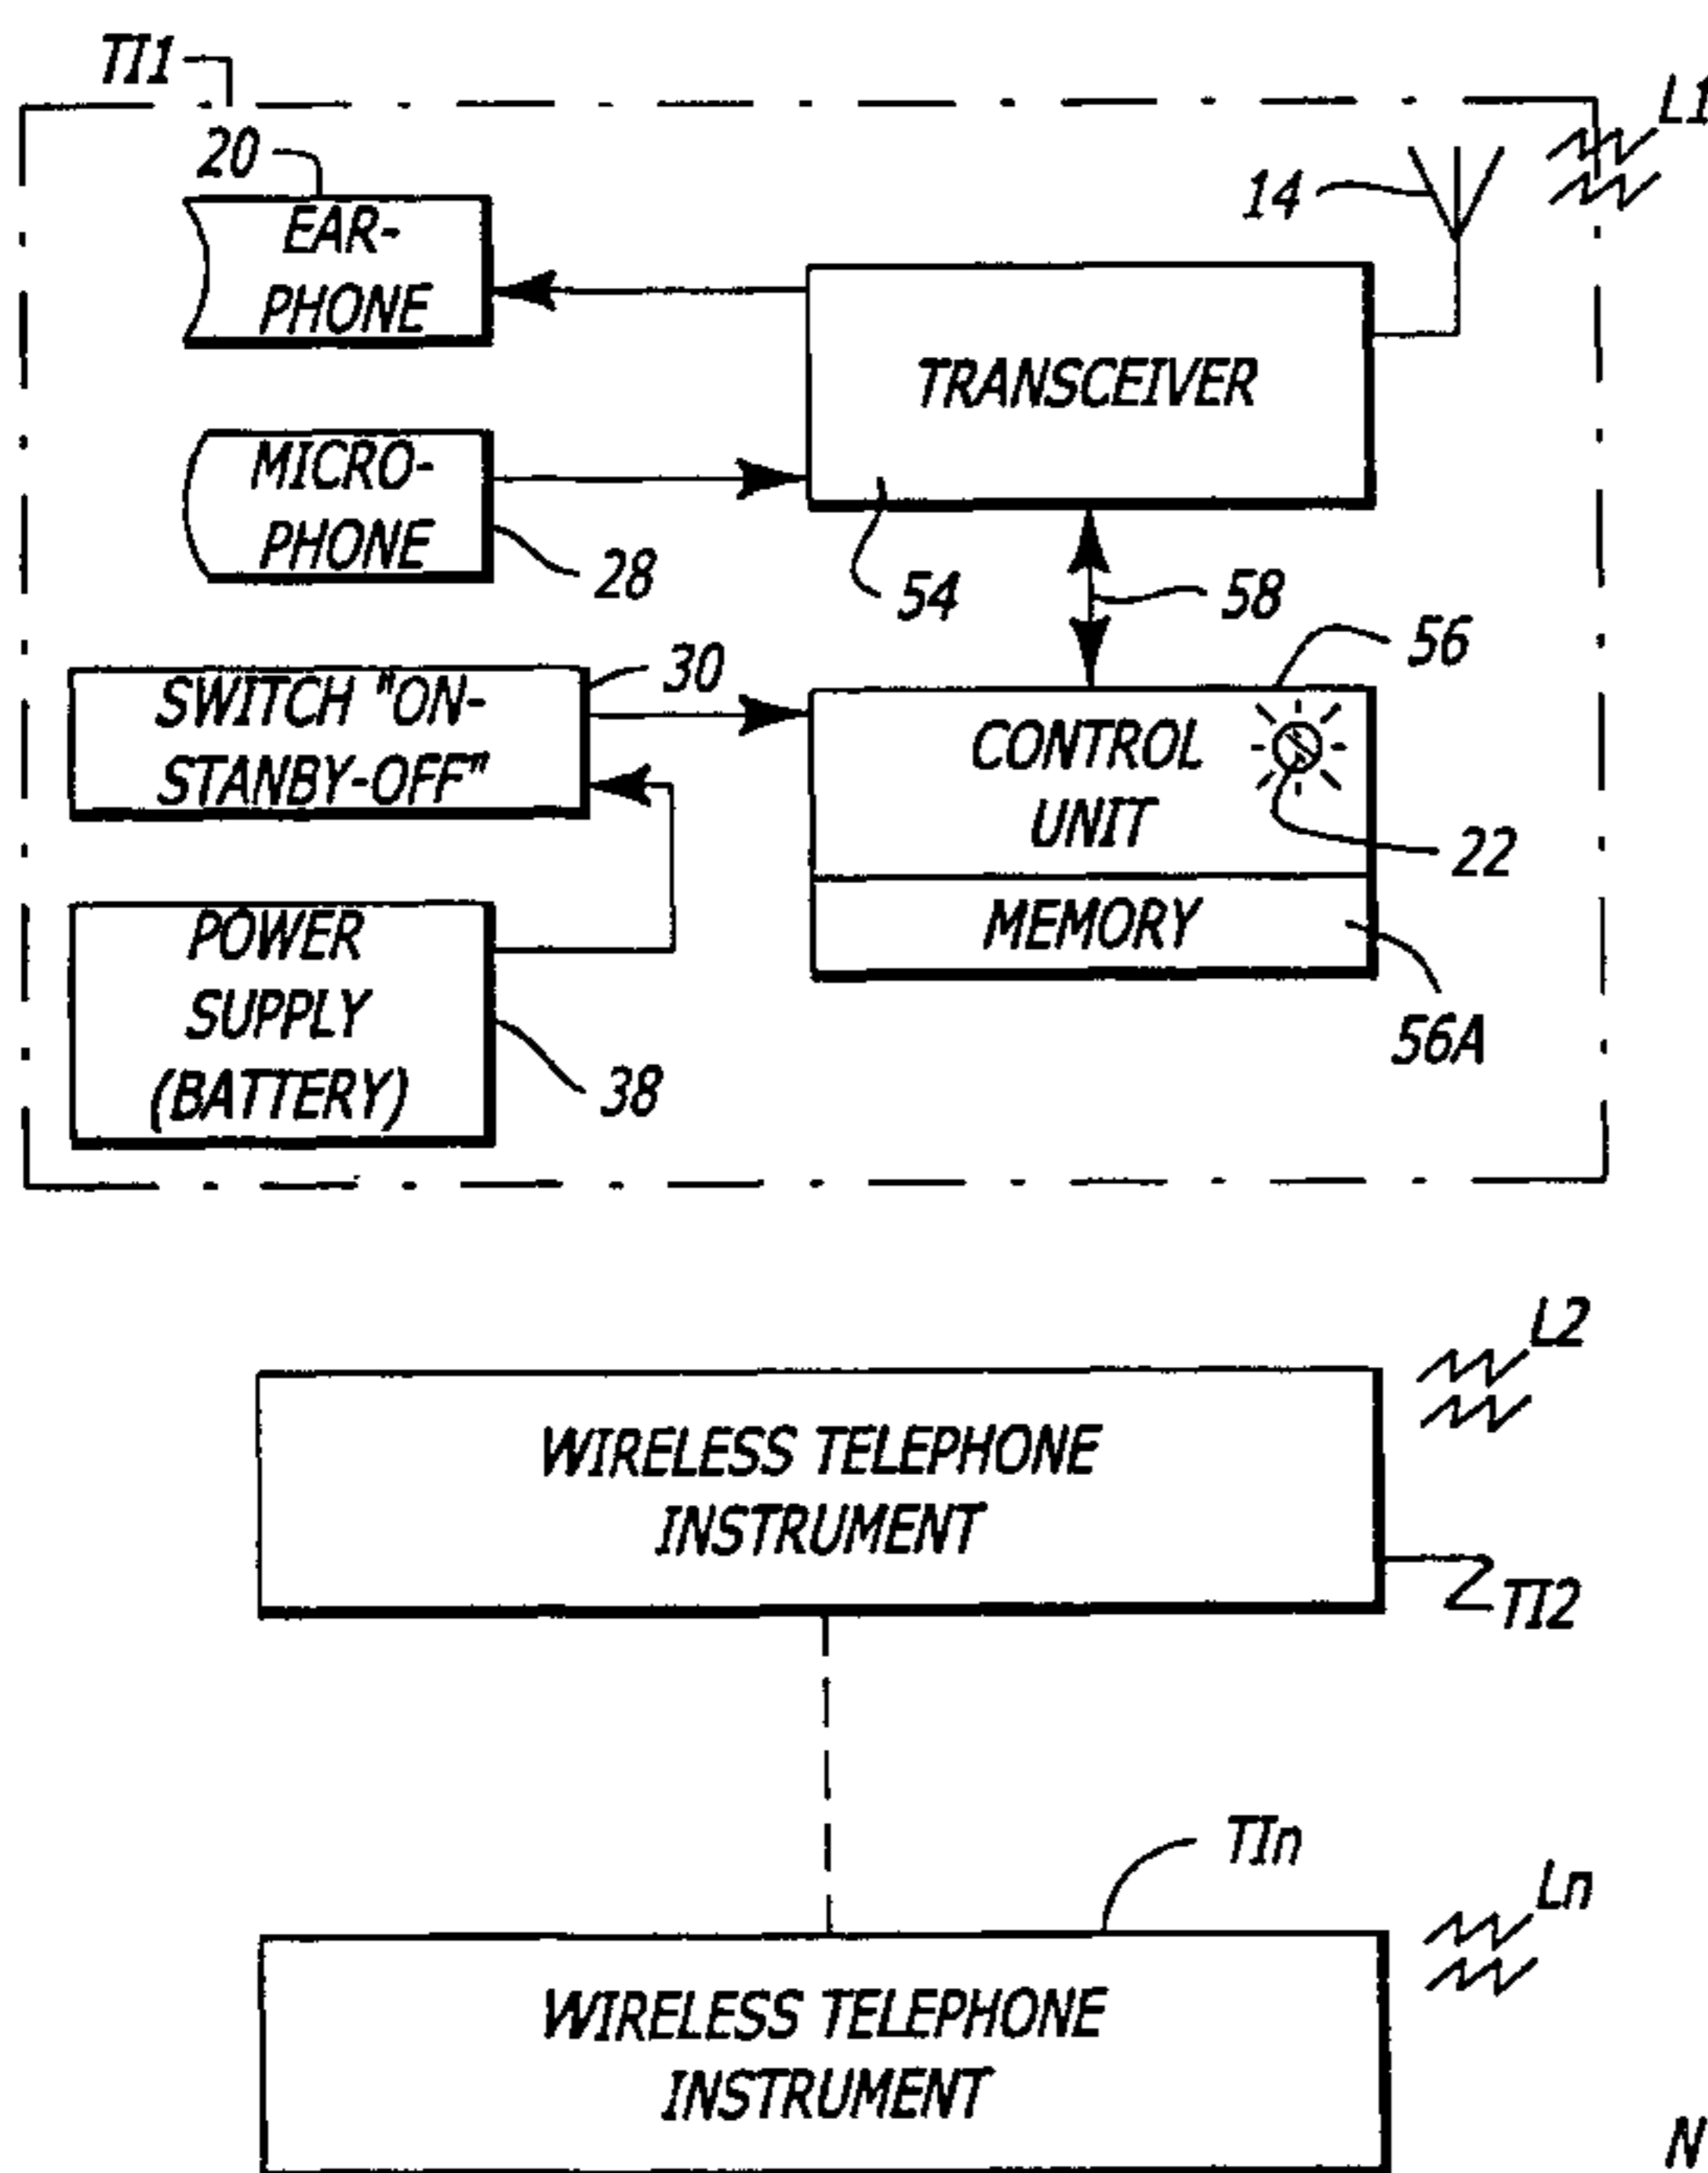 TI1
L1
20
14
EAR-
PHONE
TRANSCEIVER
MICRO-
PHONE
28
54
58
56
30
SWITCH "ON-
STANBY-OFF"
CONTROL
UNIT
22
MEMORY
POWER
SUPPLY
(BATTERY)
56A
38
L2
WIRELESS TELEPHONE
INSTRUMENT
TI2
TIn
Ln
WIRELESS TELEPHONE
INSTRUMENT
N